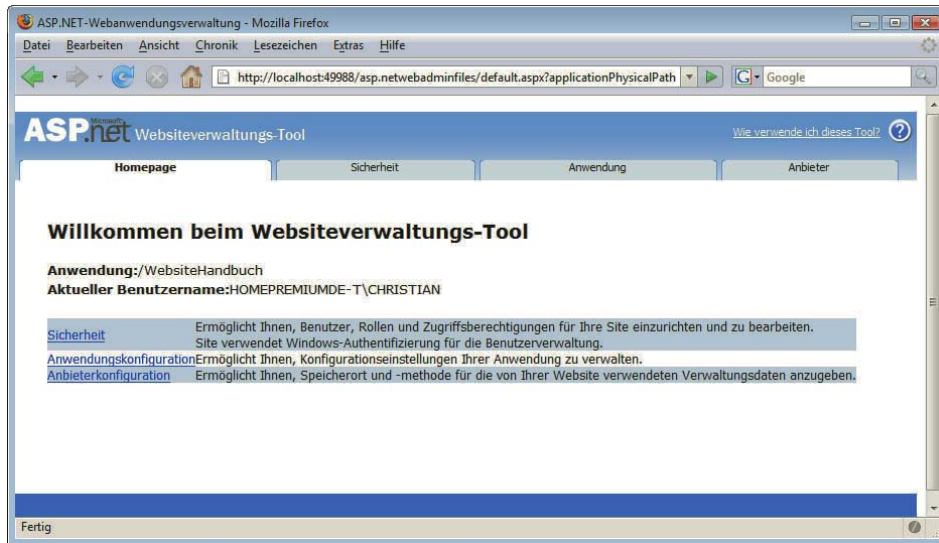 ASP.NET-Webanwendungsverwaltung - Mozilla Firefox
Datei Bearbeiten Ansicht Chronik Lesezeichen Extras Hilfe
http://localhost:49988/asp.netwebadminfiles/default.aspx?applicationPhysicalPath G Google
Microsoft
ASP.net Websiteverwaltungs-Tool Wie verwende ich dieses Tool? ?
Homepage Sicherheit Anwendung Anbieter
Willkommen beim Websiteverwaltungs-Tool
Anwendung:/WebsiteHandbuch
Aktueller Benutzername:HOMEPREMIUMDE-T\CHRISTIAN
Sicherheit Ermöglicht Ihnen, Benutzer, Rollen und Zugriffsberechtigungen für Ihre Site einzurichten und zu bearbeiten.
Site verwendet Windows-Authentifizierung für die Benutzerverwaltung.
Anwendungskonfiguration Ermöglicht Ihnen, Konfigurationseinstellungen Ihrer Anwendung zu verwalten.
Anbieterkonfiguration Ermöglicht Ihnen, Speicherort und -methode für die von Ihrer Website verwendeten Verwaltungsdaten anzugeben.
Fertig